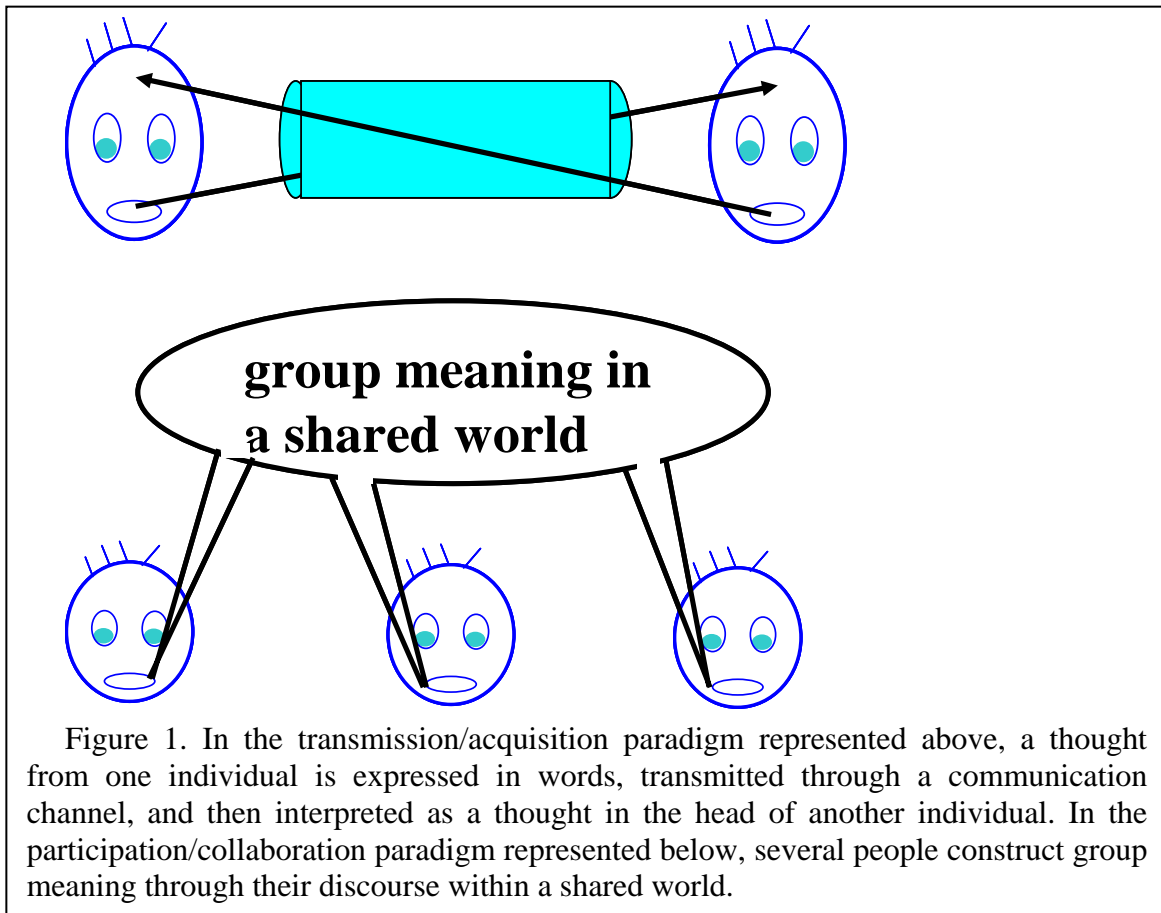 group meaning in
a shared world
Figure 1. In the transmission/acquisition paradigm represented above, a thought
from one individual is expressed in words, transmitted through a communication
channel, and then interpreted as a thought in the head of another individual. In the
participation/collaboration paradigm represented below, several people construct group
meaning through their discourse within a shared world.